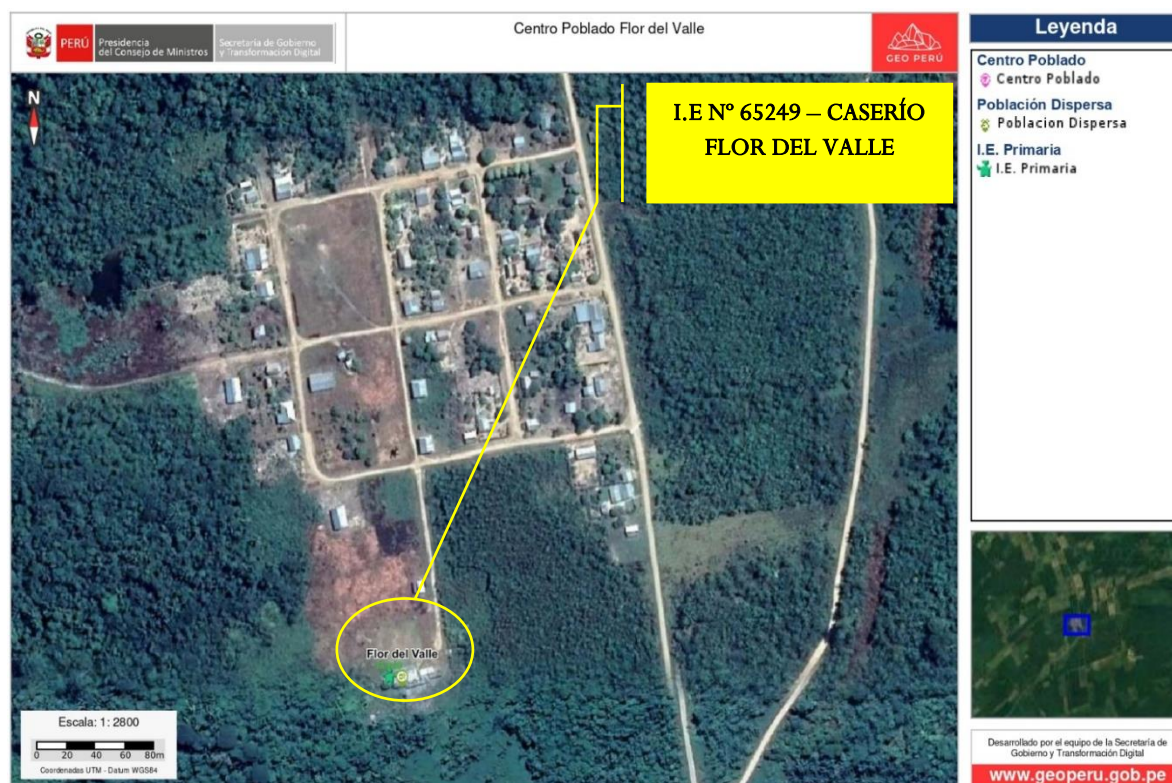 PERÚ
Presidencia
del Consejo de Ministros
Secretaría de Gobierno
y Transformación Digital
Centro Poblado Flor del Valle
GEO PERÚ
N
I.E Nº 65249 – CASERÍO
FLOR DEL VALLE
Flor del Valle
Escala: 1: 2800
0 20 40 60 80m
Coordenadas UTM - Datum WGS84
Leyenda
Centro Poblado
Centro Poblado
Población Dispersa
Poblacion Dispersa
I.E. Primaria
I.E. Primaria
Desarrollado por el equipo de la Secretaría de
Gobierno y Transformación Digital
www.geoperu.gob.pe